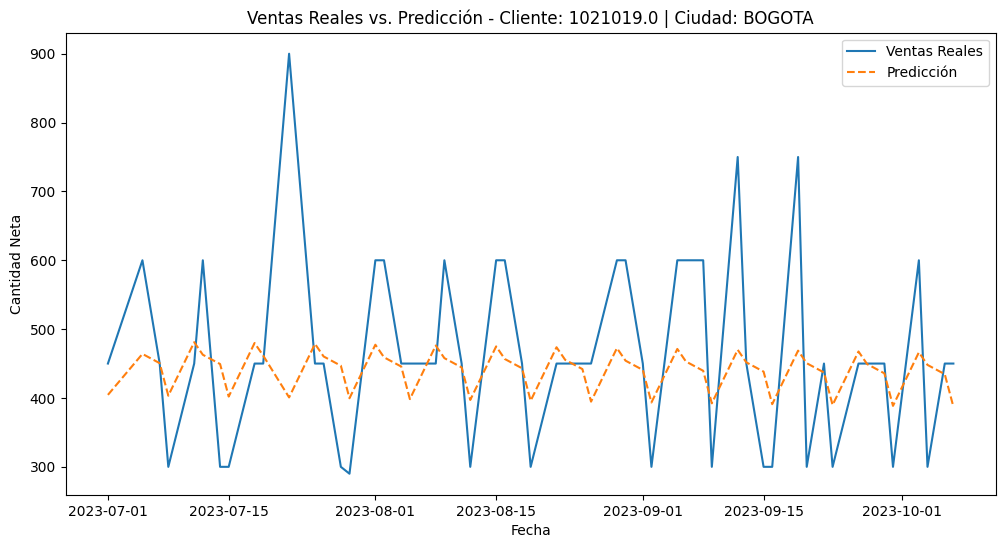 Ventas Reales vs. Predicción - Cliente: 1021019.0 | Ciudad: BOGOTA
Ventas Reales
Predicción
Cantidad Neta
900
800
700
600
500
400
300
2023-07-01
2023-07-15
2023-08-01
2023-08-15
2023-09-01
2023-09-15
2023-10-01
Fecha